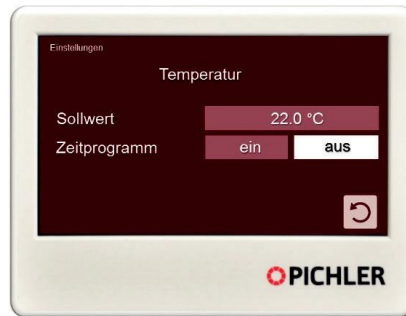 Einstellungen
Temperatur
Sollwert 22.0 °C
Zeitprogramm ein aus
PICHLER